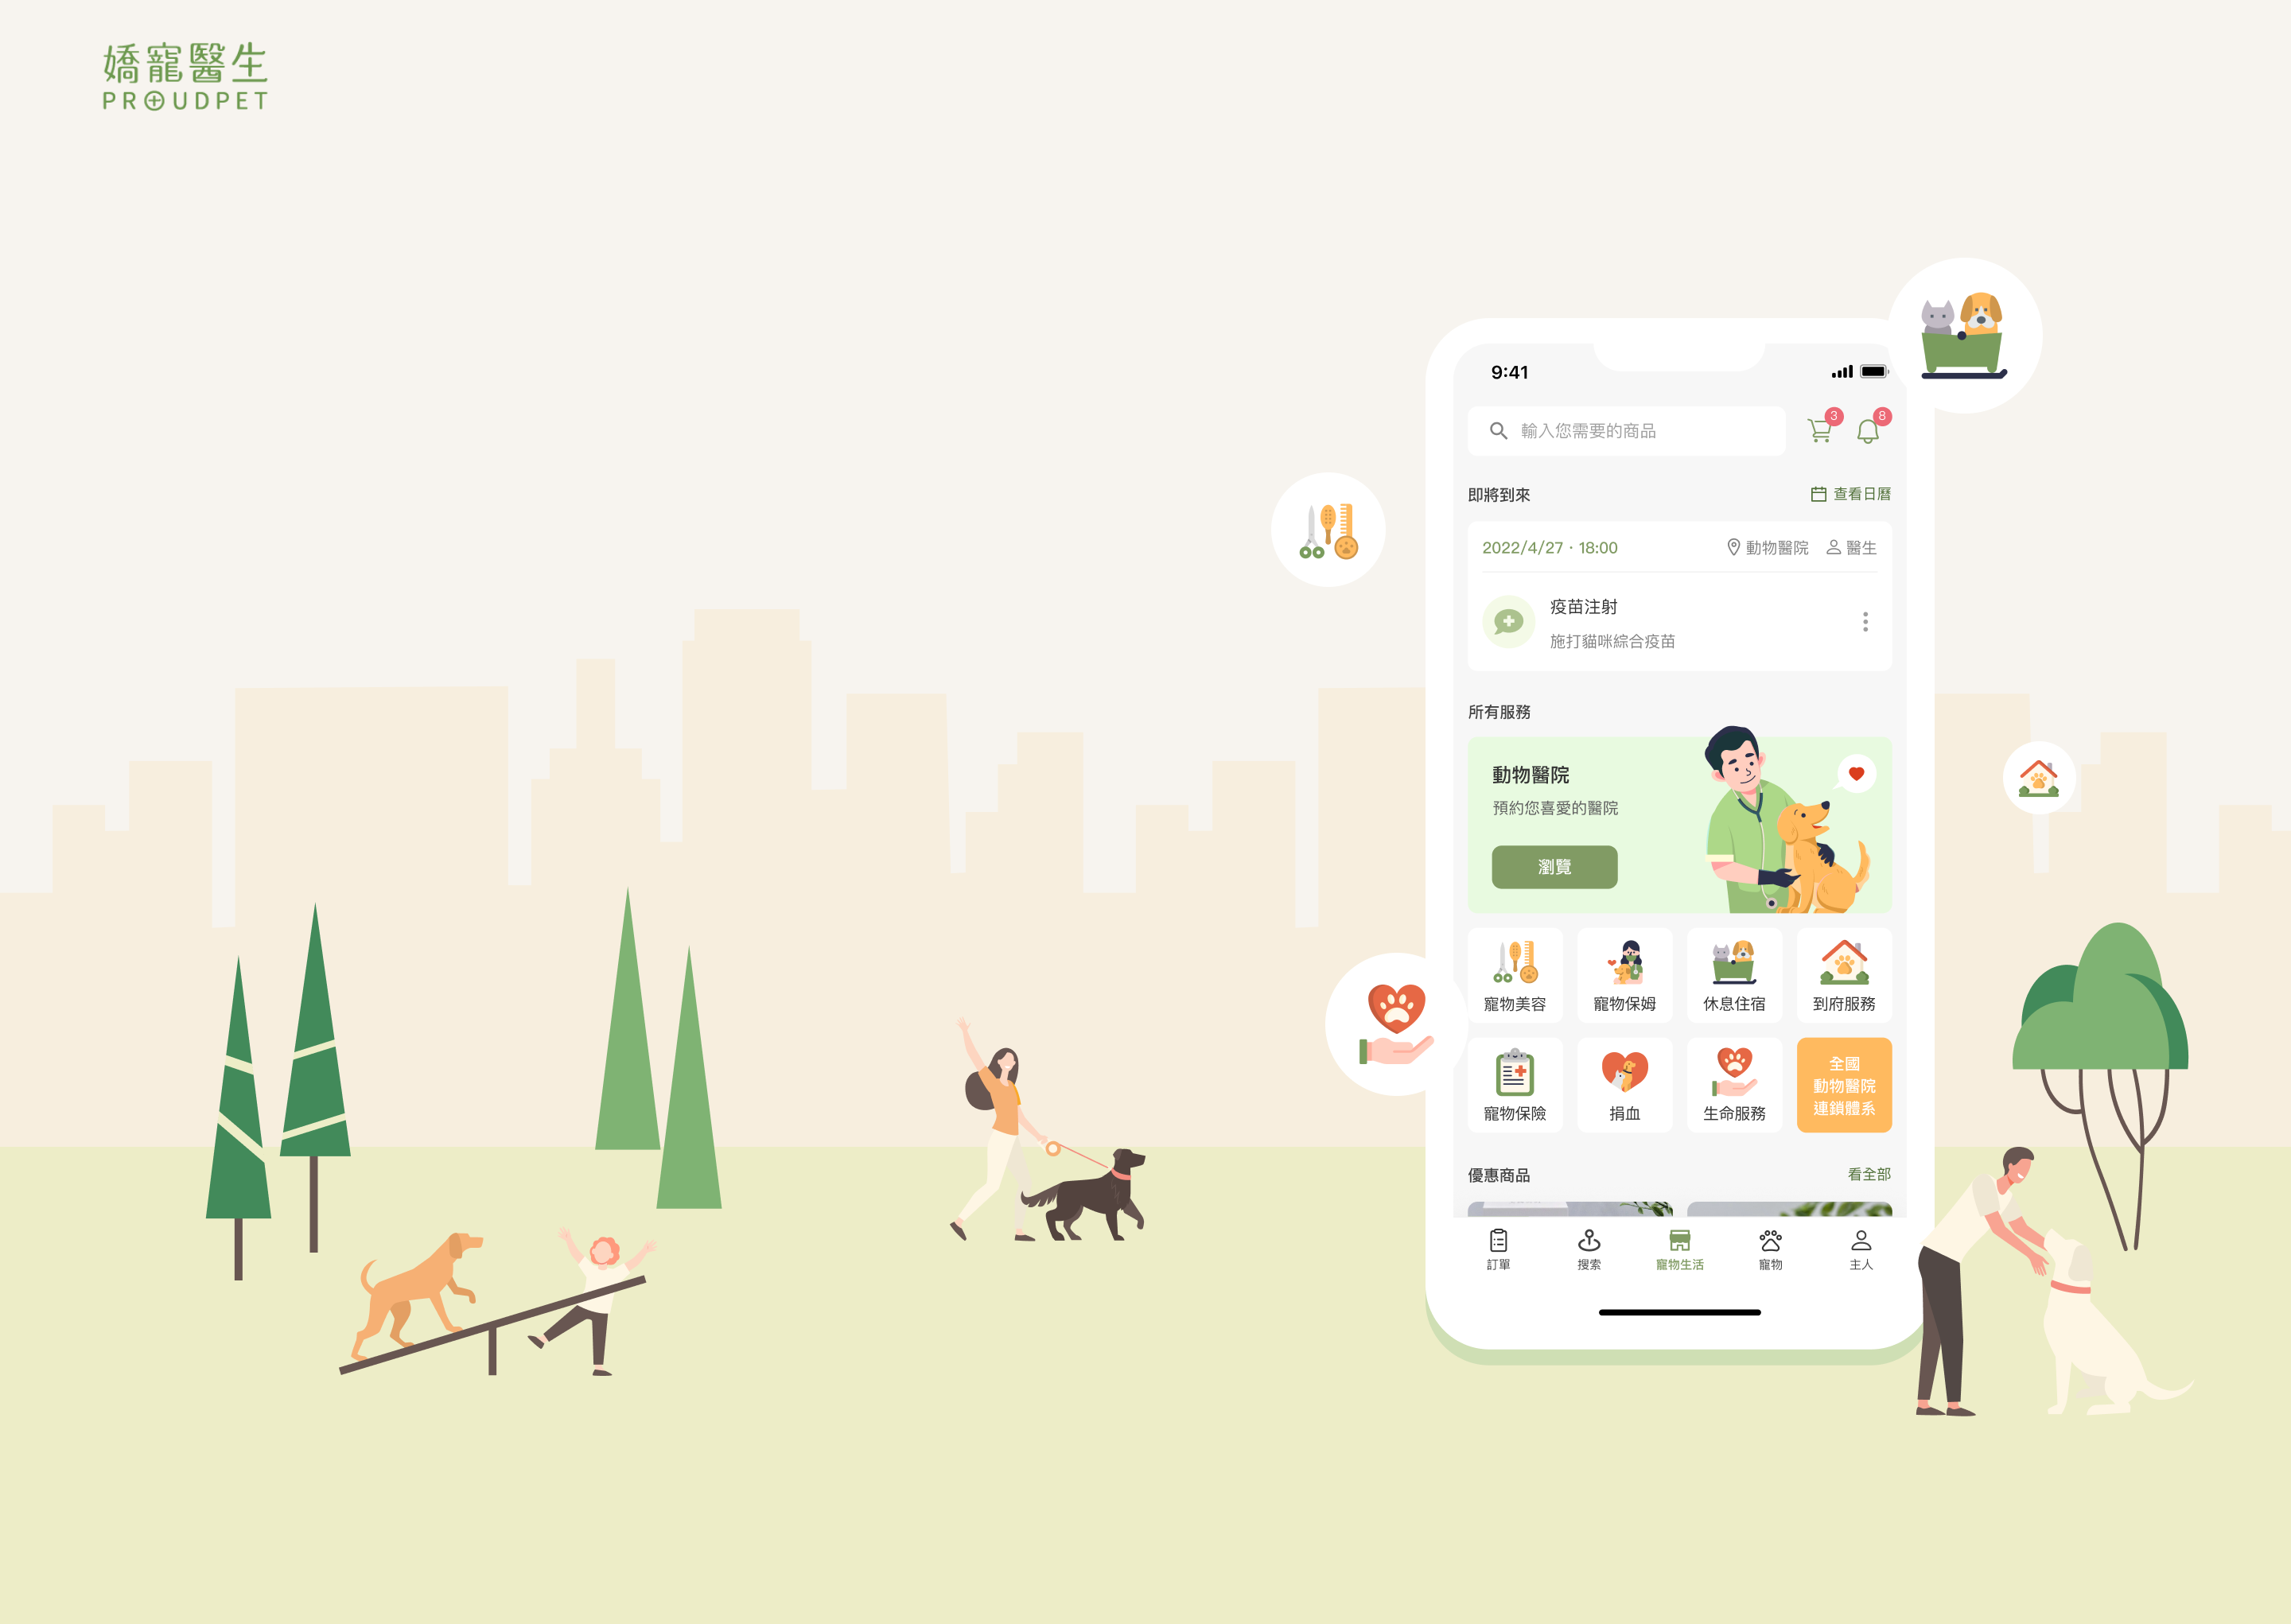 嬌寵醫生
PROUDPET
9:41
輸入您需要的商品
3
8
即將到來
查看日曆
2022/4/27・18:00
動物醫院
醫生
疫苗注射
施打貓咪綜合疫苗
所有服務
動物醫院
預約您喜愛的醫院
瀏覽
寵物美容
寵物保姆
休息住宿
到府服務
寵物保險
捐血
生命服務
全國
動物醫院
連鎖體系
優惠商品
看全部
訂單
搜索
寵物生活
寵物
主人